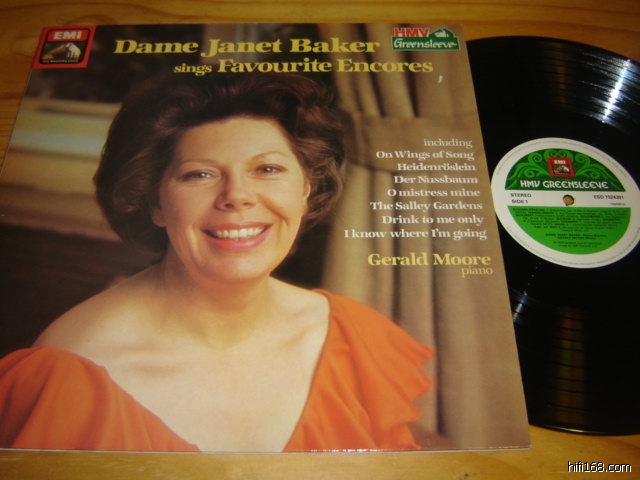 EMI
Dame Janet Baker
sings Favourite Encores
HMV
Greensleeve
including
On Wings of Song
Heidenröslein
Der Nussbaum
O mistress mine
The Salley Gardens
Drink to me only
I know where I'm going
Gerald Moore
piano
HMV GREENSLEEVE
STEREO
SIDE 1
hifi168.com